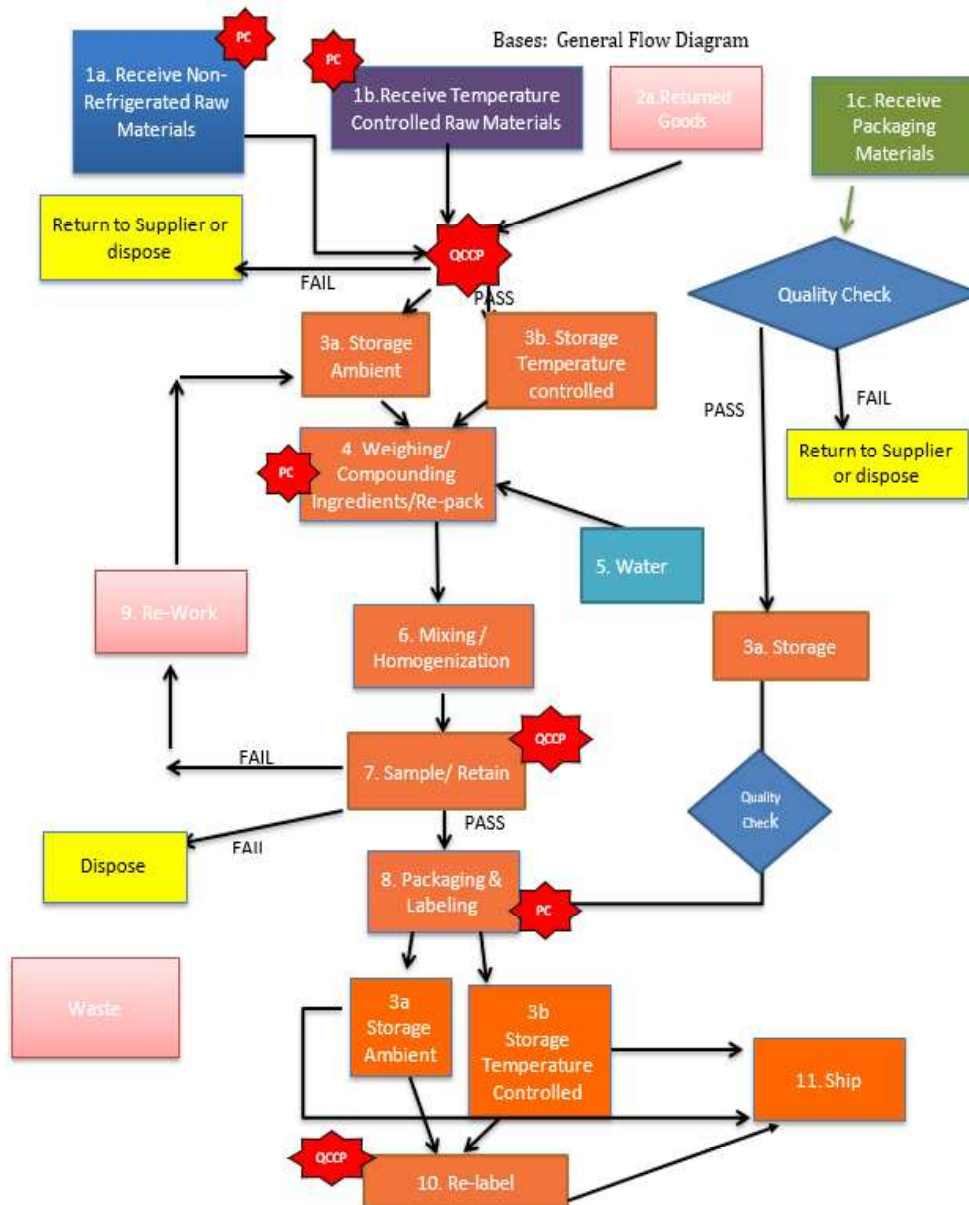 Bases: General Flow Diagram
PC
1a. Receive Non-
Refrigerated Raw
Materials
PC
1b.Receive Temperature
Controlled Raw Materials
2a.Returned
Goods
1c. Receive
Packaging
Materials
Return to Supplier or
dispose
QCCP
FAIL
PASS
Quality Check
3a. Storage
Ambient
3b. Storage
Temperature
controlled
PASS
FAIL
Return to Supplier
or dispose
PC
4. Weighing/
Compounding
Ingredients/Re-pack
5. Water
9. Re-Work
6. Mixing /
Homogenization
3a. Storage
QCCP
FAIL
7. Sample/ Retain
Quality
Check
PASS
FAIL
Dispose
8. Packaging &
Labeling
PC
Waste
3a
Storage
Ambient
3b
Storage
Temperature
Controlled
11. Ship
QCCP
10. Re-label